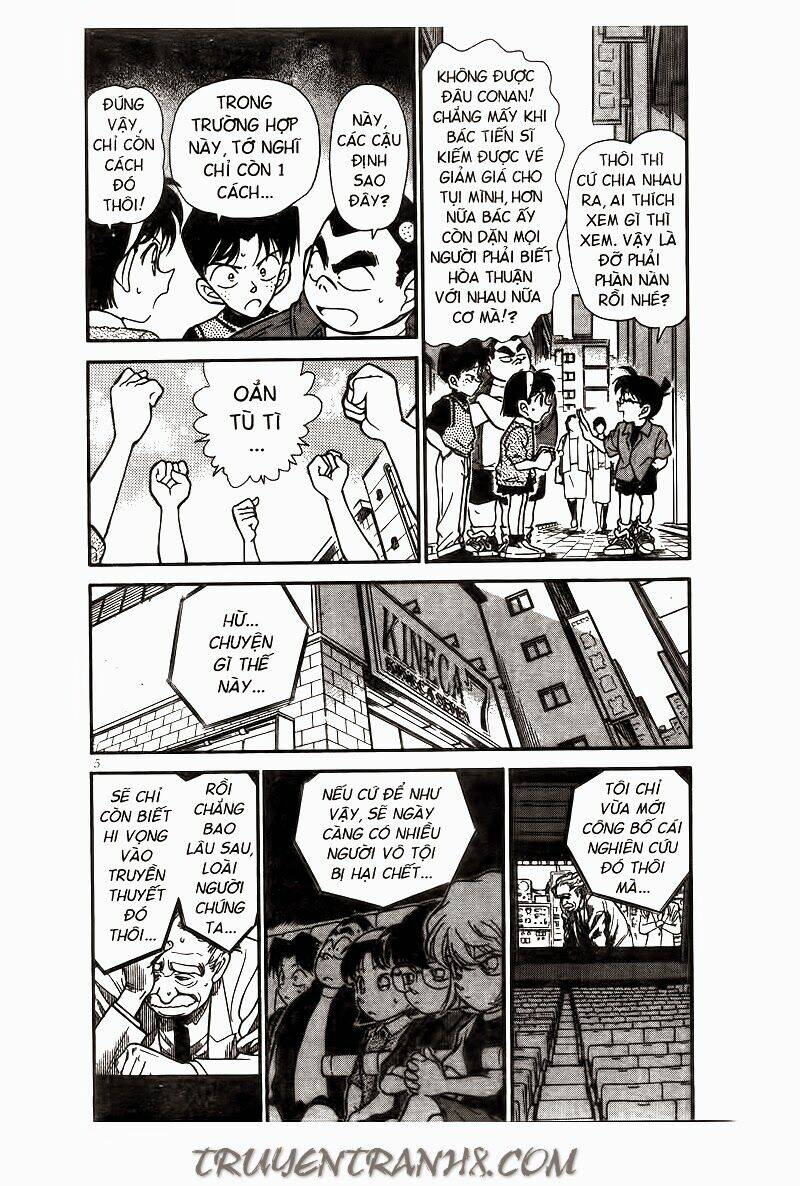 THÔI THÌ
CỨ CHIA NHAU
RA, AI THÍCH
XEM GÌ THÌ
XEM. VẬY LÀ
ĐỠ PHẢI
PHÀN NÀN
RỒI NHÉ?
KHÔNG ĐƯỢC
ĐÂU CONAN!
CHẲNG MẤY KHI
BÁC TIẾN SĨ
KIẾM ĐƯỢC VÉ
GIẢM GIÁ CHO
TỤI MÌNH, HƠN
NỮA BÁC ẤY
CÒN DẶN MỌI
NGƯỜI PHẢI BIẾT
HÒA THUẬN
VỚI NHAU NỮA
CƠ MÀ!?
NÀY,
CÁC CẬU
ĐỊNH
SAO
ĐÂY?
TRONG
TRƯỜNG HỢP
NÀY, TỚ NGHĨ
CHỈ CÒN 1
CÁCH...
ĐÚNG
VẬY,
CHỈ CÒN
CÁCH
ĐÓ
THÔI!
OẲN
TÙ TÌ
...
HỪ...
CHUYỆN
GÌ THẾ
NÀY...
KINECA
5
TÔI CHỈ
VỪA MỚI
CÔNG BỐ CÁI
NGHIÊN CỨU
ĐÓ THÔI
MÀ...
NẾU CỨ ĐỂ NHƯ
VẬY, SẼ NGÀY
CÀNG CÓ NHIỀU
NGƯỜI VÔ TỘI
BỊ HẠI CHẾT...
RỒI
CHẲNG
BAO
LÂU SAU,
LOÀI
NGƯỜI
CHÚNG
TA...
SẼ CHỈ
CÒN BIẾT
HI VỌNG
VÀO
TRUYỀN
THUYẾT
ĐÓ
THÔI...
TRUYENTRANH8.COM